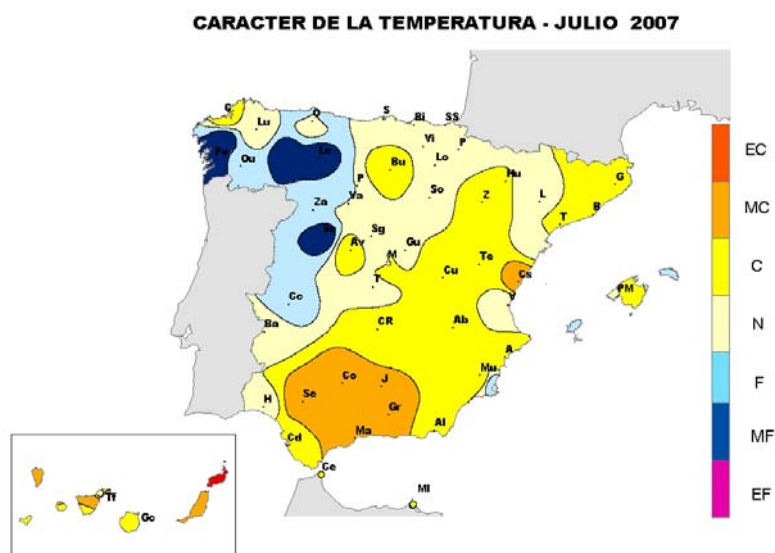 CARACTER DE LA TEMPERATURA - JULIO 2007
C
Lu
O
S
Bi
SS
EC
Po
Ou
Le
Vi
P
Lo
Bu
MC
P
Hu
G
Va
Za
So
Z
L
B
T
C
Sa
Sg
Av
Gu
M
Te
Cs
N
T
Cu
Cc
V
PM
Ba
CR
Ab
F
A
Mu
Co
J
Se
H
Gr
MF
Ma
Al
Cd
Ce
Ml
EF
Tf
Gc